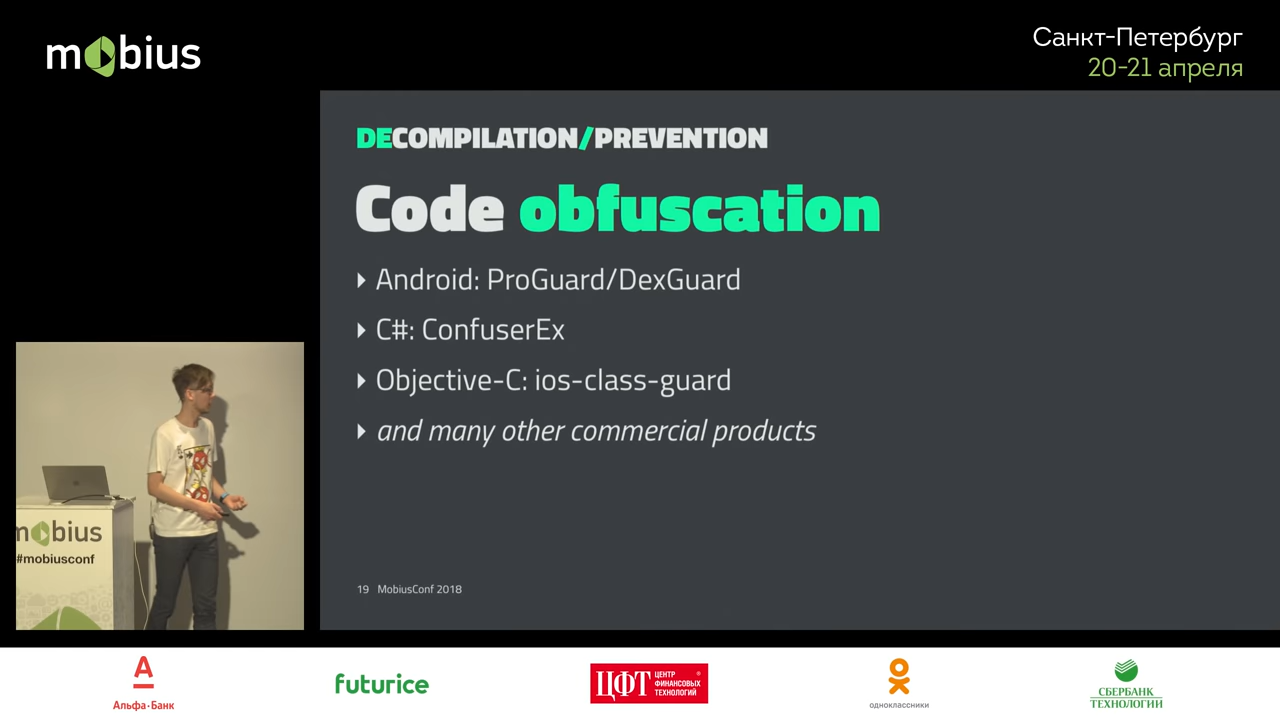 mobius
Санкт-Петербург
20-21 апреля
DECOMPILATION/PREVENTION
Code obfuscation
Android: ProGuard/DexGuard
C#: ConfuserEx
Objective-C: ios-class-guard
and many other commercial products
19 MobiusConf 2018
mobius
#mobiusconf
А
Альфа·Банк
futurice
ЦФТ
ЦЕНТР
ФИНАНСОВЫХ
ТЕХНОЛОГИЙ
®
одноклассники
СБЕРБАНК
ТЕХНОЛОГИИ